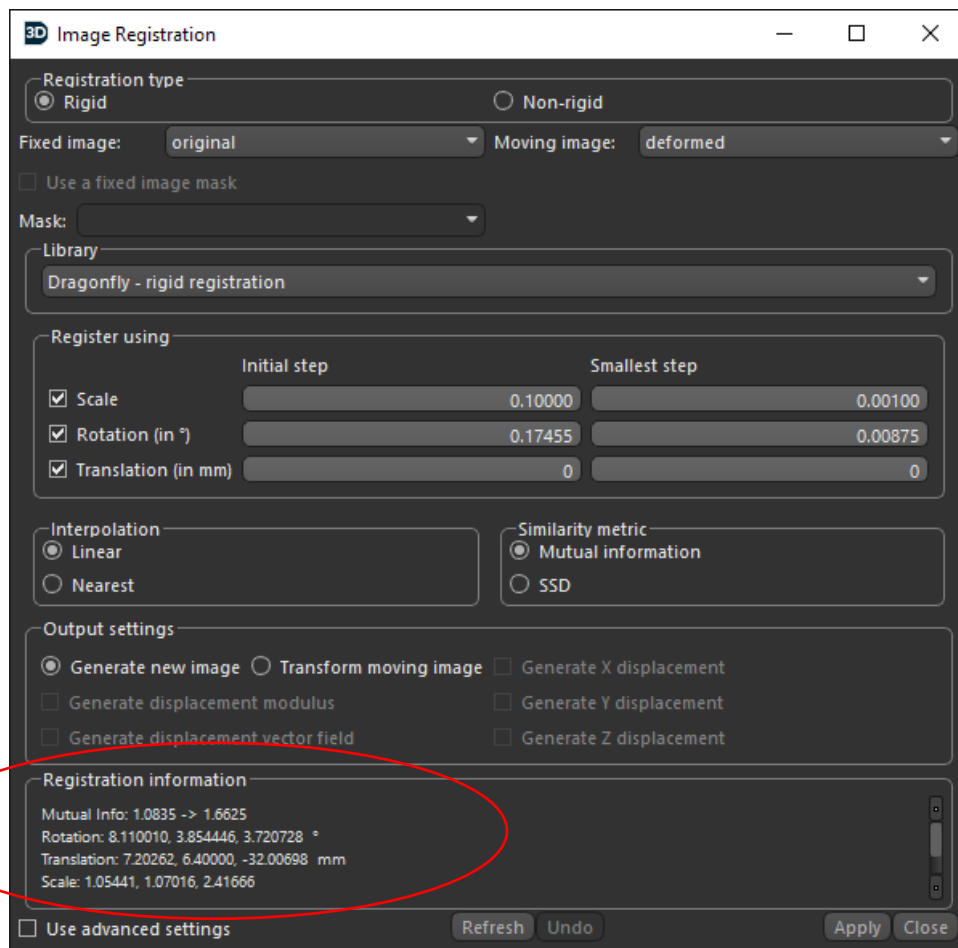 3D Image Registration
Registration type
Rigid Non-rigid
Fixed image: original Moving image: deformed
Use a fixed image mask
Mask:
Library
Dragonfly - rigid registration
Register using
Initial step Smallest step
Scale 0.10000 0.00100
Rotation (in °) 0.17455 0.00875
Translation (in mm) 0 0
Interpolation Similarity metric
Linear Mutual information
Nearest SSD
Output settings
Generate new image Transform moving image Generate X displacement
Generate displacement modulus Generate Y displacement
Generate displacement vector field Generate Z displacement
Registration information
Mutual Info: 1.0835 -> 1.6625
Rotation: 8.110010, 3.854446, 3.720728 °
Translation: 7.20262, 6.40000, -32.00698 mm
Scale: 1.05441, 1.07016, 2.41666
Use advanced settings Refresh Undo Apply Close